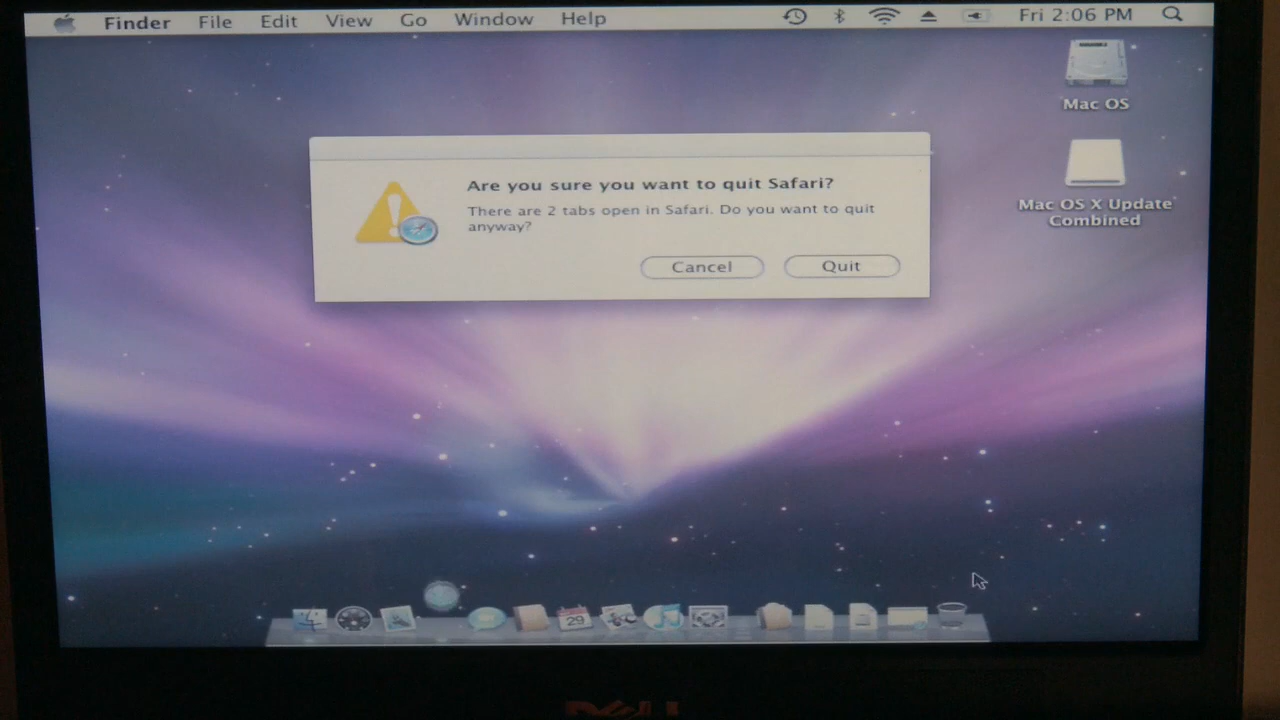 Finder File Edit View Go Window Help Fri 2:06 PM
Mac OS
Mac OS X Update
Combined
Are you sure you want to quit Safari?
There are 2 tabs open in Safari. Do you want to quit
anyway?
Cancel Quit
29
DELL